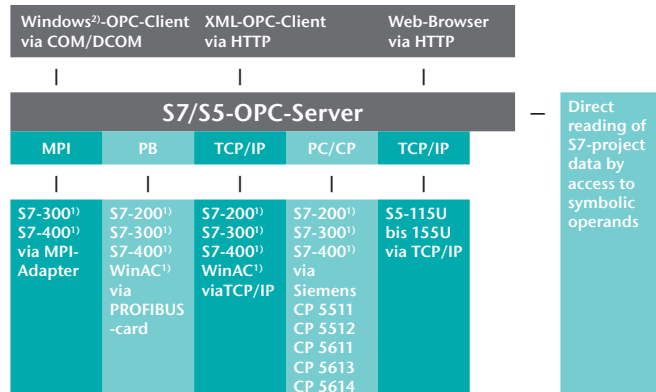 Windows2)-OPC-Client
via COM/DCOM
XML-OPC-Client
via HTTP
Web-Browser
via HTTP
S7/S5-OPC-Server
MPI
PB
TCP/IP
PC/CP
TCP/IP
S7-3001)
S7-4001)
via MPI-
Adapter
S7-2001)
S7-3001)
S7-4001)
WinAC1)
via
PROFIBUS
-card
S7-2001)
S7-3001)
S7-4001)
WinAC1)
viaTCP/IP
S7-2001)
S7-3001)
S7-4001)
via
Siemens
CP 5511
CP 5512
CP 5611
CP 5613
CP 5614
S5-115U
bis 155U
via TCP/IP
Direct
reading of
S7-project
data by
access to
symbolic
operands